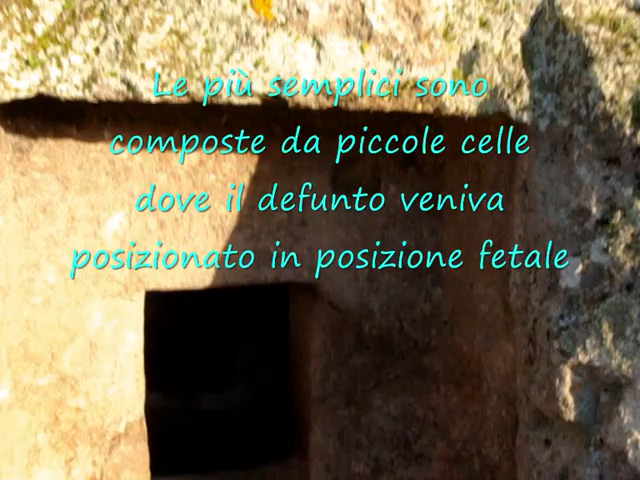 Le più semplici sono
composte da piccole celle
dove il defunto veniva
posizionato in posizione fetale